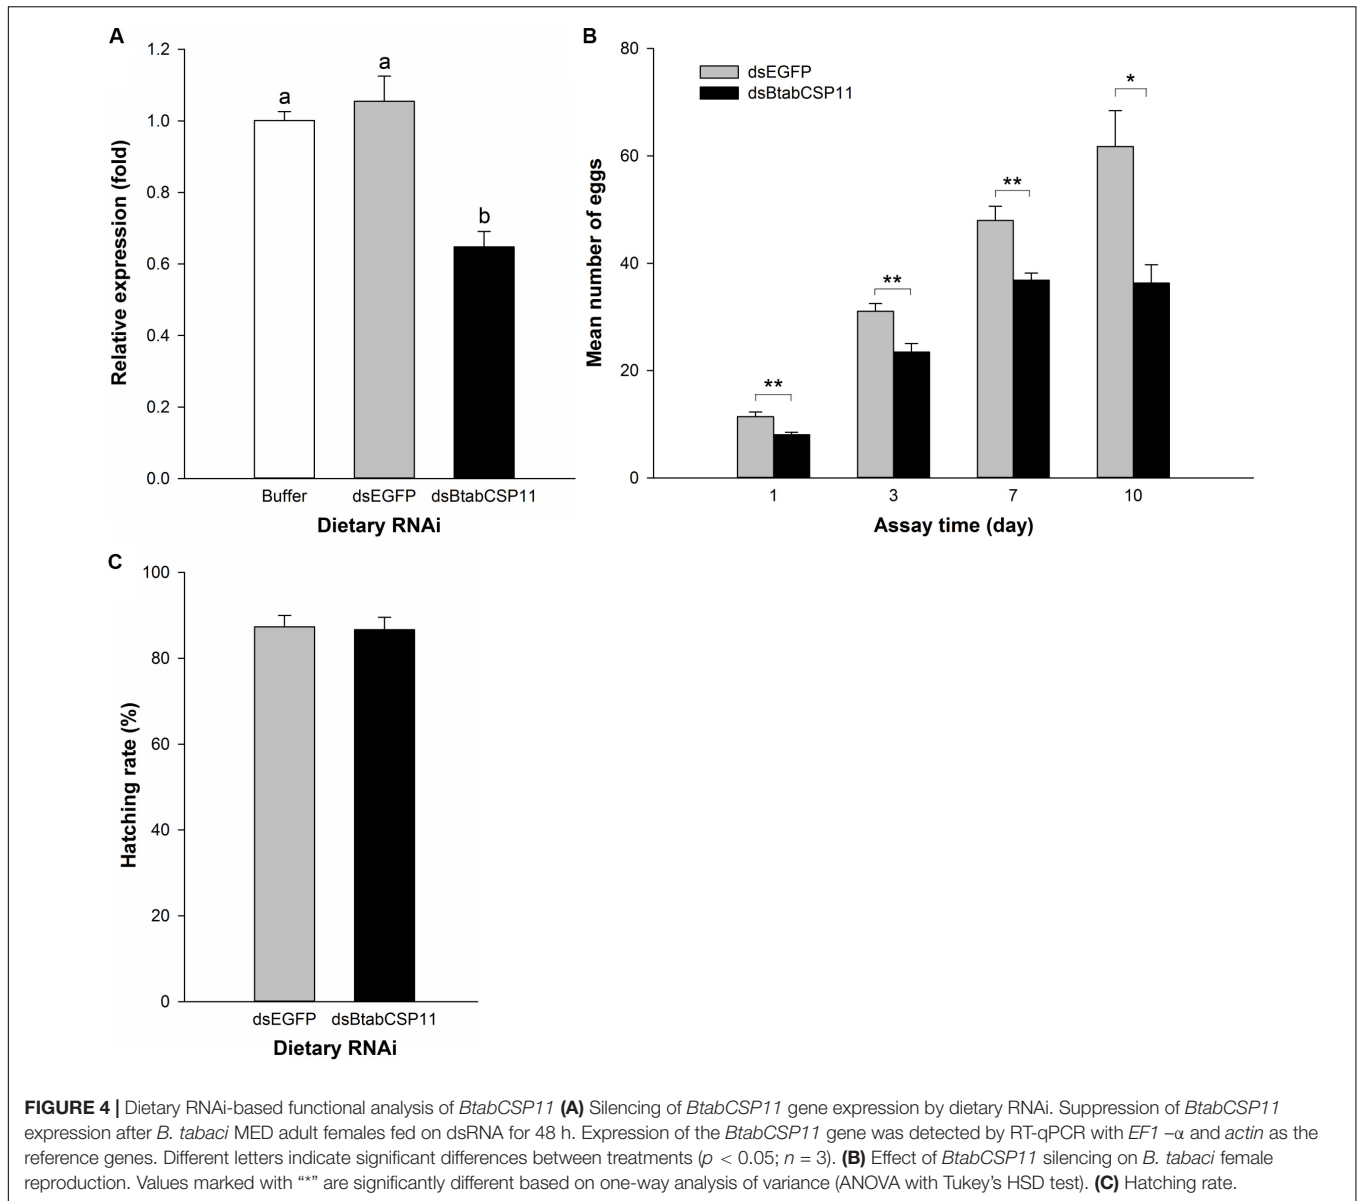 A
1.2
1.0
0.8
0.6
0.4
0.2
0.0
Relative expression (fold)
a
a
b
Buffer dsEGFP dsBtabCSP11
Dietary RNAi
B
80
60
40
20
0
Mean number of eggs
dsEGFP
dsBtabCSP11
**
**
**
*
1 3 7 10
Assay time (day)
C
100
80
60
40
20
0
Hatching rate (%)
dsEGFP dsBtabCSP11
Dietary RNAi
FIGURE 4 | Dietary RNAi-based functional analysis of BtabCSP11 (A) Silencing of BtabCSP11 gene expression by dietary RNAi. Suppression of BtabCSP11
expression after B. tabaci MED adult females fed on dsRNA for 48 h. Expression of the BtabCSP11 gene was detected by RT-qPCR with EF1 –α and actin as the
reference genes. Different letters indicate significant differences between treatments (p < 0.05; n = 3). (B) Effect of BtabCSP11 silencing on B. tabaci female
reproduction. Values marked with “*” are significantly different based on one-way analysis of variance (ANOVA with Tukey’s HSD test). (C) Hatching rate.